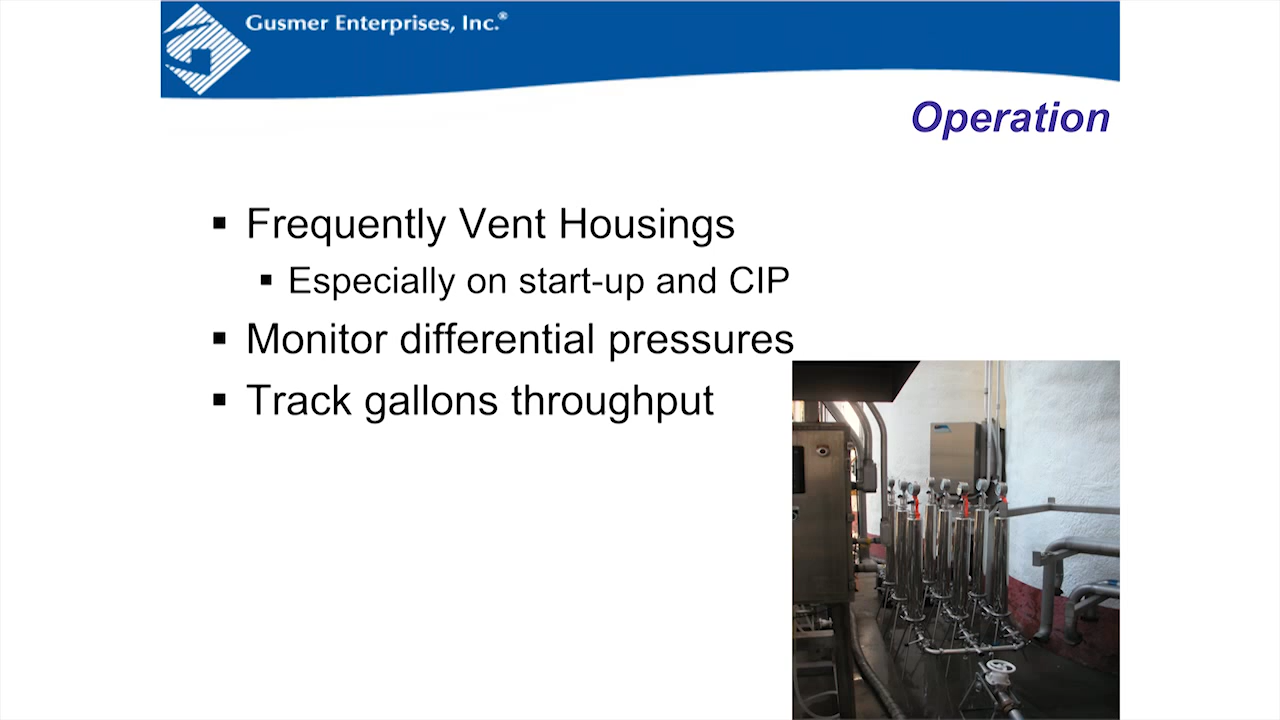 Gusmer Enterprises, Inc.®
Operation
▪ Frequently Vent Housings
▪ Especially on start-up and CIP
▪ Monitor differential pressures
▪ Track gallons throughput